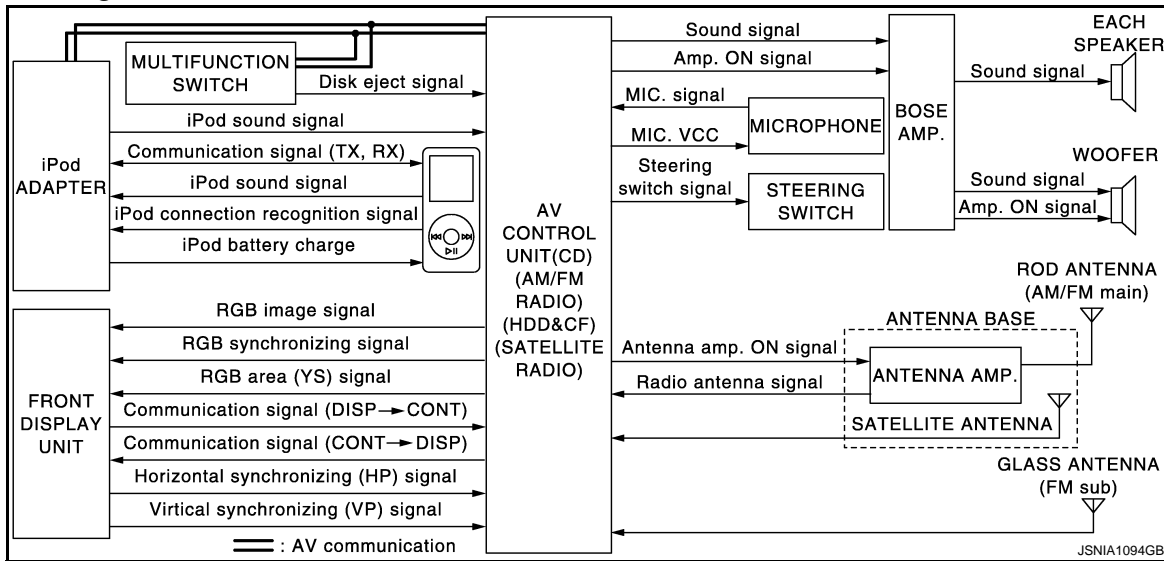 MULTIFUNCTION
SWITCH
Disk eject signal
iPod
ADAPTER
iPod sound signal
Communication signal (TX, RX)
iPod sound signal
iPod connection recognition signal
iPod battery charge
FRONT
DISPLAY
UNIT
RGB image signal
RGB synchronizing signal
RGB area (YS) signal
Communication signal (DISP→CONT)
Communication signal (CONT→DISP)
Horizontal synchronizing (HP) signal
Virtical synchronizing (VP) signal
: AV communication
AV
CONTROL
UNIT(CD)
(AM/FM
RADIO)
(HDD&CF)
(SATELLITE
RADIO)
Sound signal
Amp. ON signal
MIC. signal
MIC. VCC
Steering
switch signal
MICROPHONE
STEERING
SWITCH
BOSE
AMP.
EACH
SPEAKER
Sound signal
WOOFER
Sound signal
Amp. ON signal
ROD ANTENNA
(AM/FM main)
ANTENNA BASE
Antenna amp. ON signal
Radio antenna signal
ANTENNA AMP.
SATELLITE ANTENNA
GLASS ANTENNA
(FM sub)
JSNIA1094GB